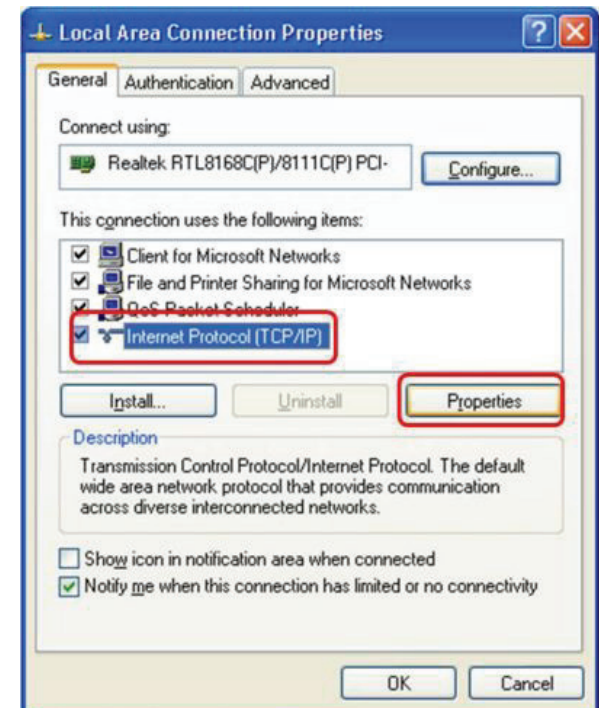 Local Area Connection Properties
General Authentication Advanced
Connect using:
Realtek RTL8168C(P)/8111C(P) PCI- Configure...
This connection uses the following items:
Client for Microsoft Networks
File and Printer Sharing for Microsoft Networks
QoS Packet Scheduler
Internet Protocol (TCP/IP)
Install... Uninstall Properties
Description
Transmission Control Protocol/Internet Protocol. The default
wide area network protocol that provides communication
across diverse interconnected networks.
Show icon in notification area when connected
Notify me when this connection has limited or no connectivity
OK Cancel